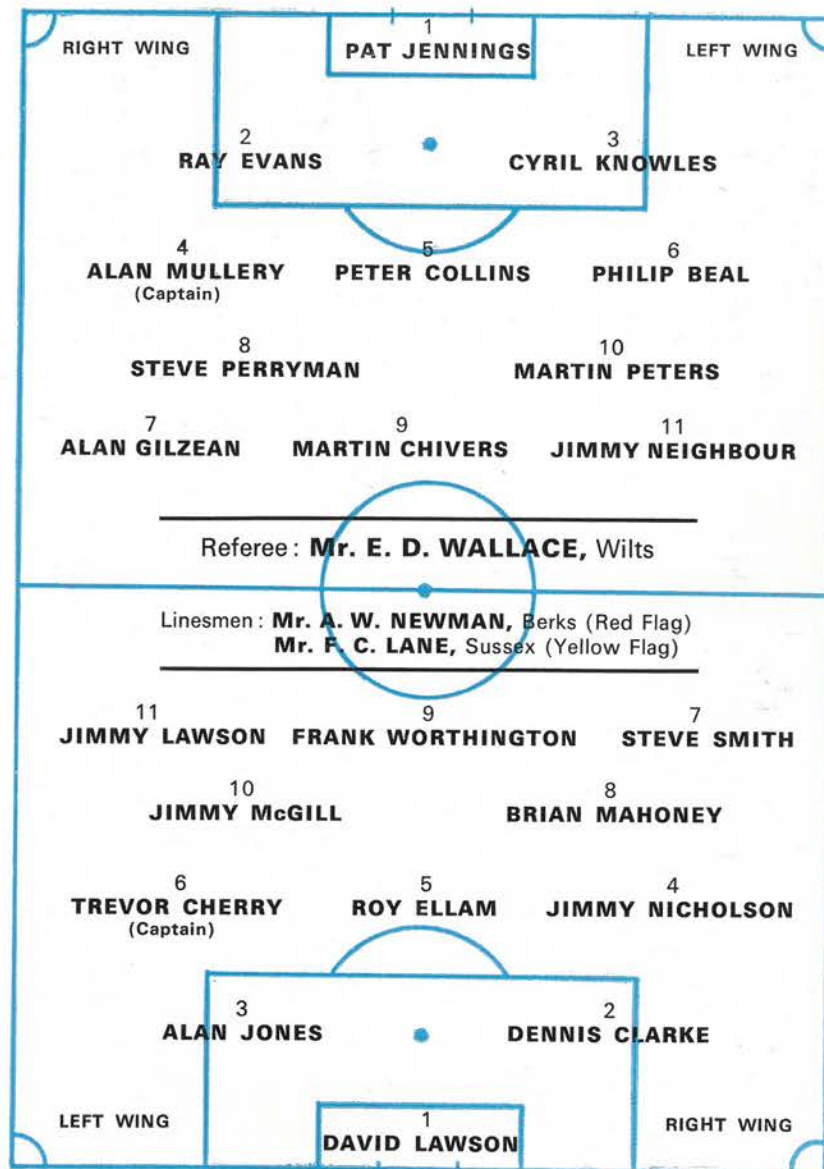 1
RIGHT WING PAT JENNINGS LEFT WING
2 3
RAY EVANS CYRIL KNOWLES
4 5 6
ALAN MULLERY PETER COLLINS PHILIP BEAL
(Captain)
8 10
STEVE PERRYMAN MARTIN PETERS
7 9 11
ALAN GILZEAN MARTIN CHIVERS JIMMY NEIGHBOUR
Referee : Mr. E. D. WALLACE, Wilts
Linesmen : Mr. A. W. NEWMAN, Berks (Red Flag)
Mr. F. C. LANE, Sussex (Yellow Flag)
11 9 7
JIMMY LAWSON FRANK WORTHINGTON STEVE SMITH
10 8
JIMMY McGILL BRIAN MAHONEY
6 5 4
TREVOR CHERRY ROY ELLAM JIMMY NICHOLSON
(Captain)
3 2
ALAN JONES DENNIS CLARKE
LEFT WING 1 RIGHT WING
DAVID LAWSON